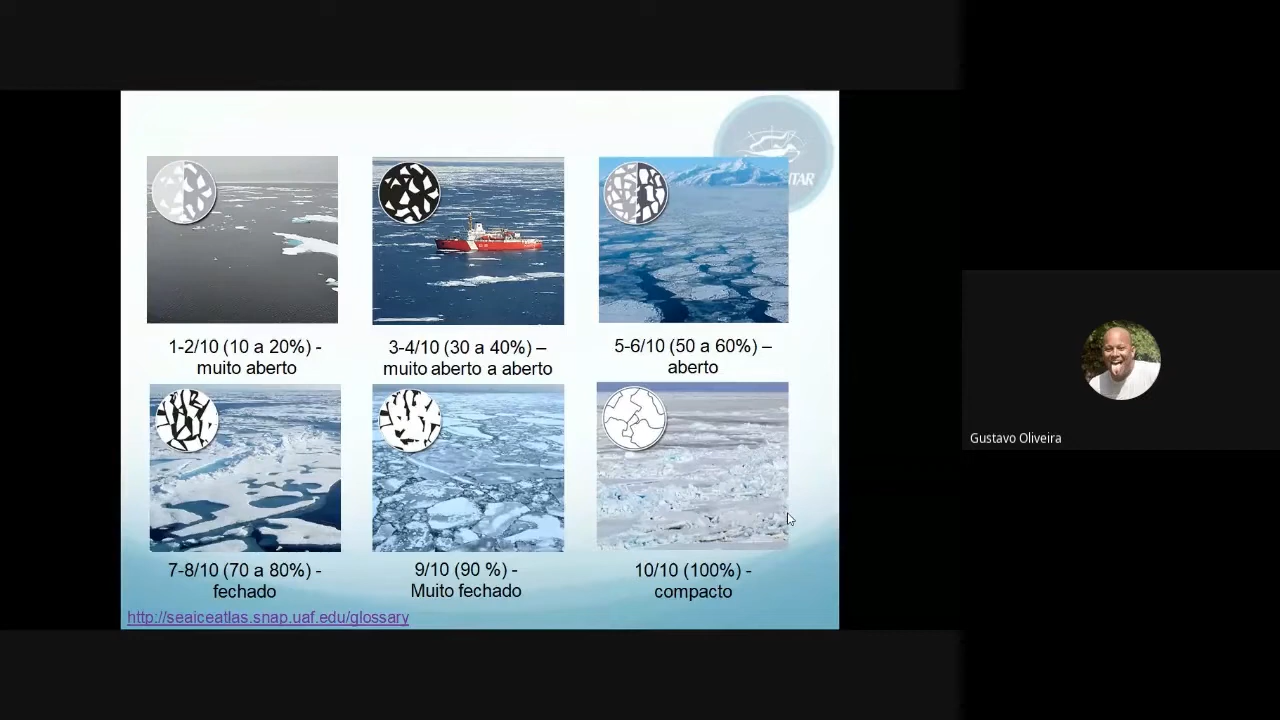 1-2/10 (10 a 20%) -
muito aberto
3-4/10 (30 a 40%) –
muito aberto a aberto
5-6/10 (50 a 60%) –
aberto
7-8/10 (70 a 80%) -
fechado
9/10 (90 %) -
Muito fechado
10/10 (100%) -
compacto
http://seaiceatlas.snap.uaf.edu/glossary
Gustavo Oliveira